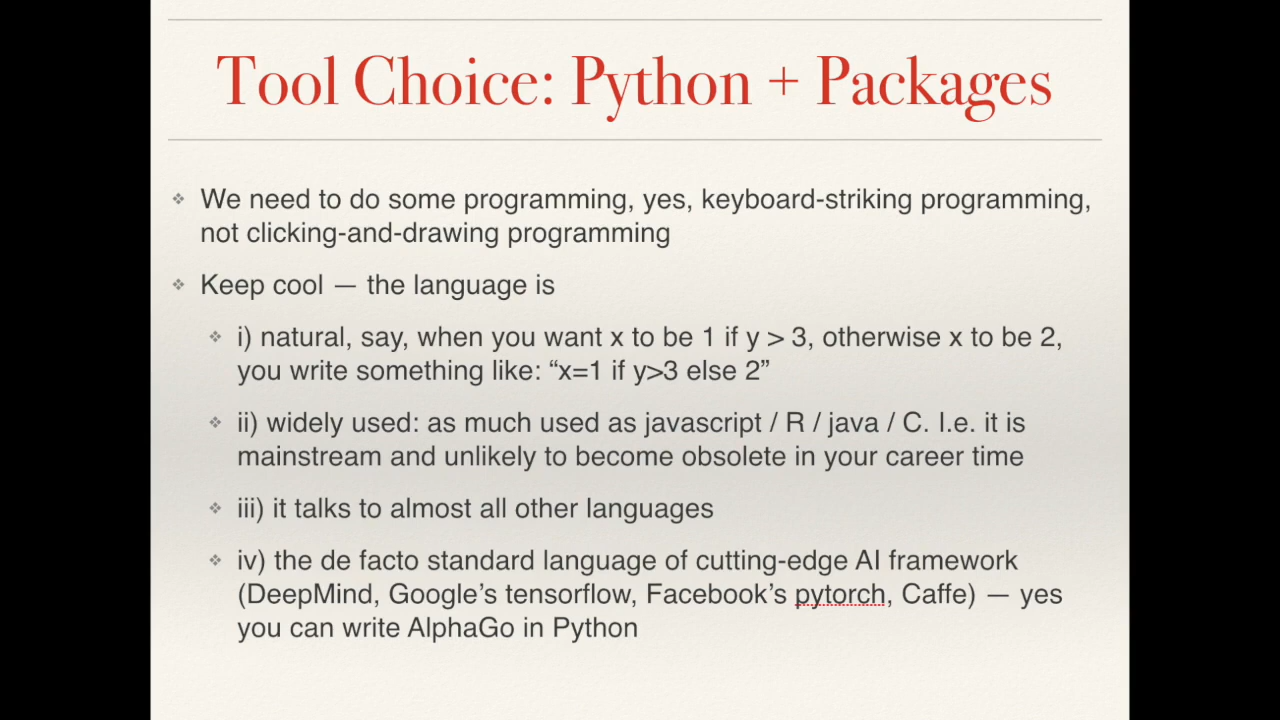 Tool Choice: Python + Packages
We need to do some programming, yes, keyboard-striking programming,
not clicking-and-drawing programming
Keep cool — the language is
i) natural, say, when you want x to be 1 if y > 3, otherwise x to be 2,
you write something like: “x=1 if y>3 else 2”
ii) widely used: as much used as javascript / R / java / C. I.e. it is
mainstream and unlikely to become obsolete in your career time
iii) it talks to almost all other languages
iv) the de facto standard language of cutting-edge AI framework
(DeepMind, Google’s tensorflow, Facebook’s pytorch, Caffe) — yes
you can write AlphaGo in Python